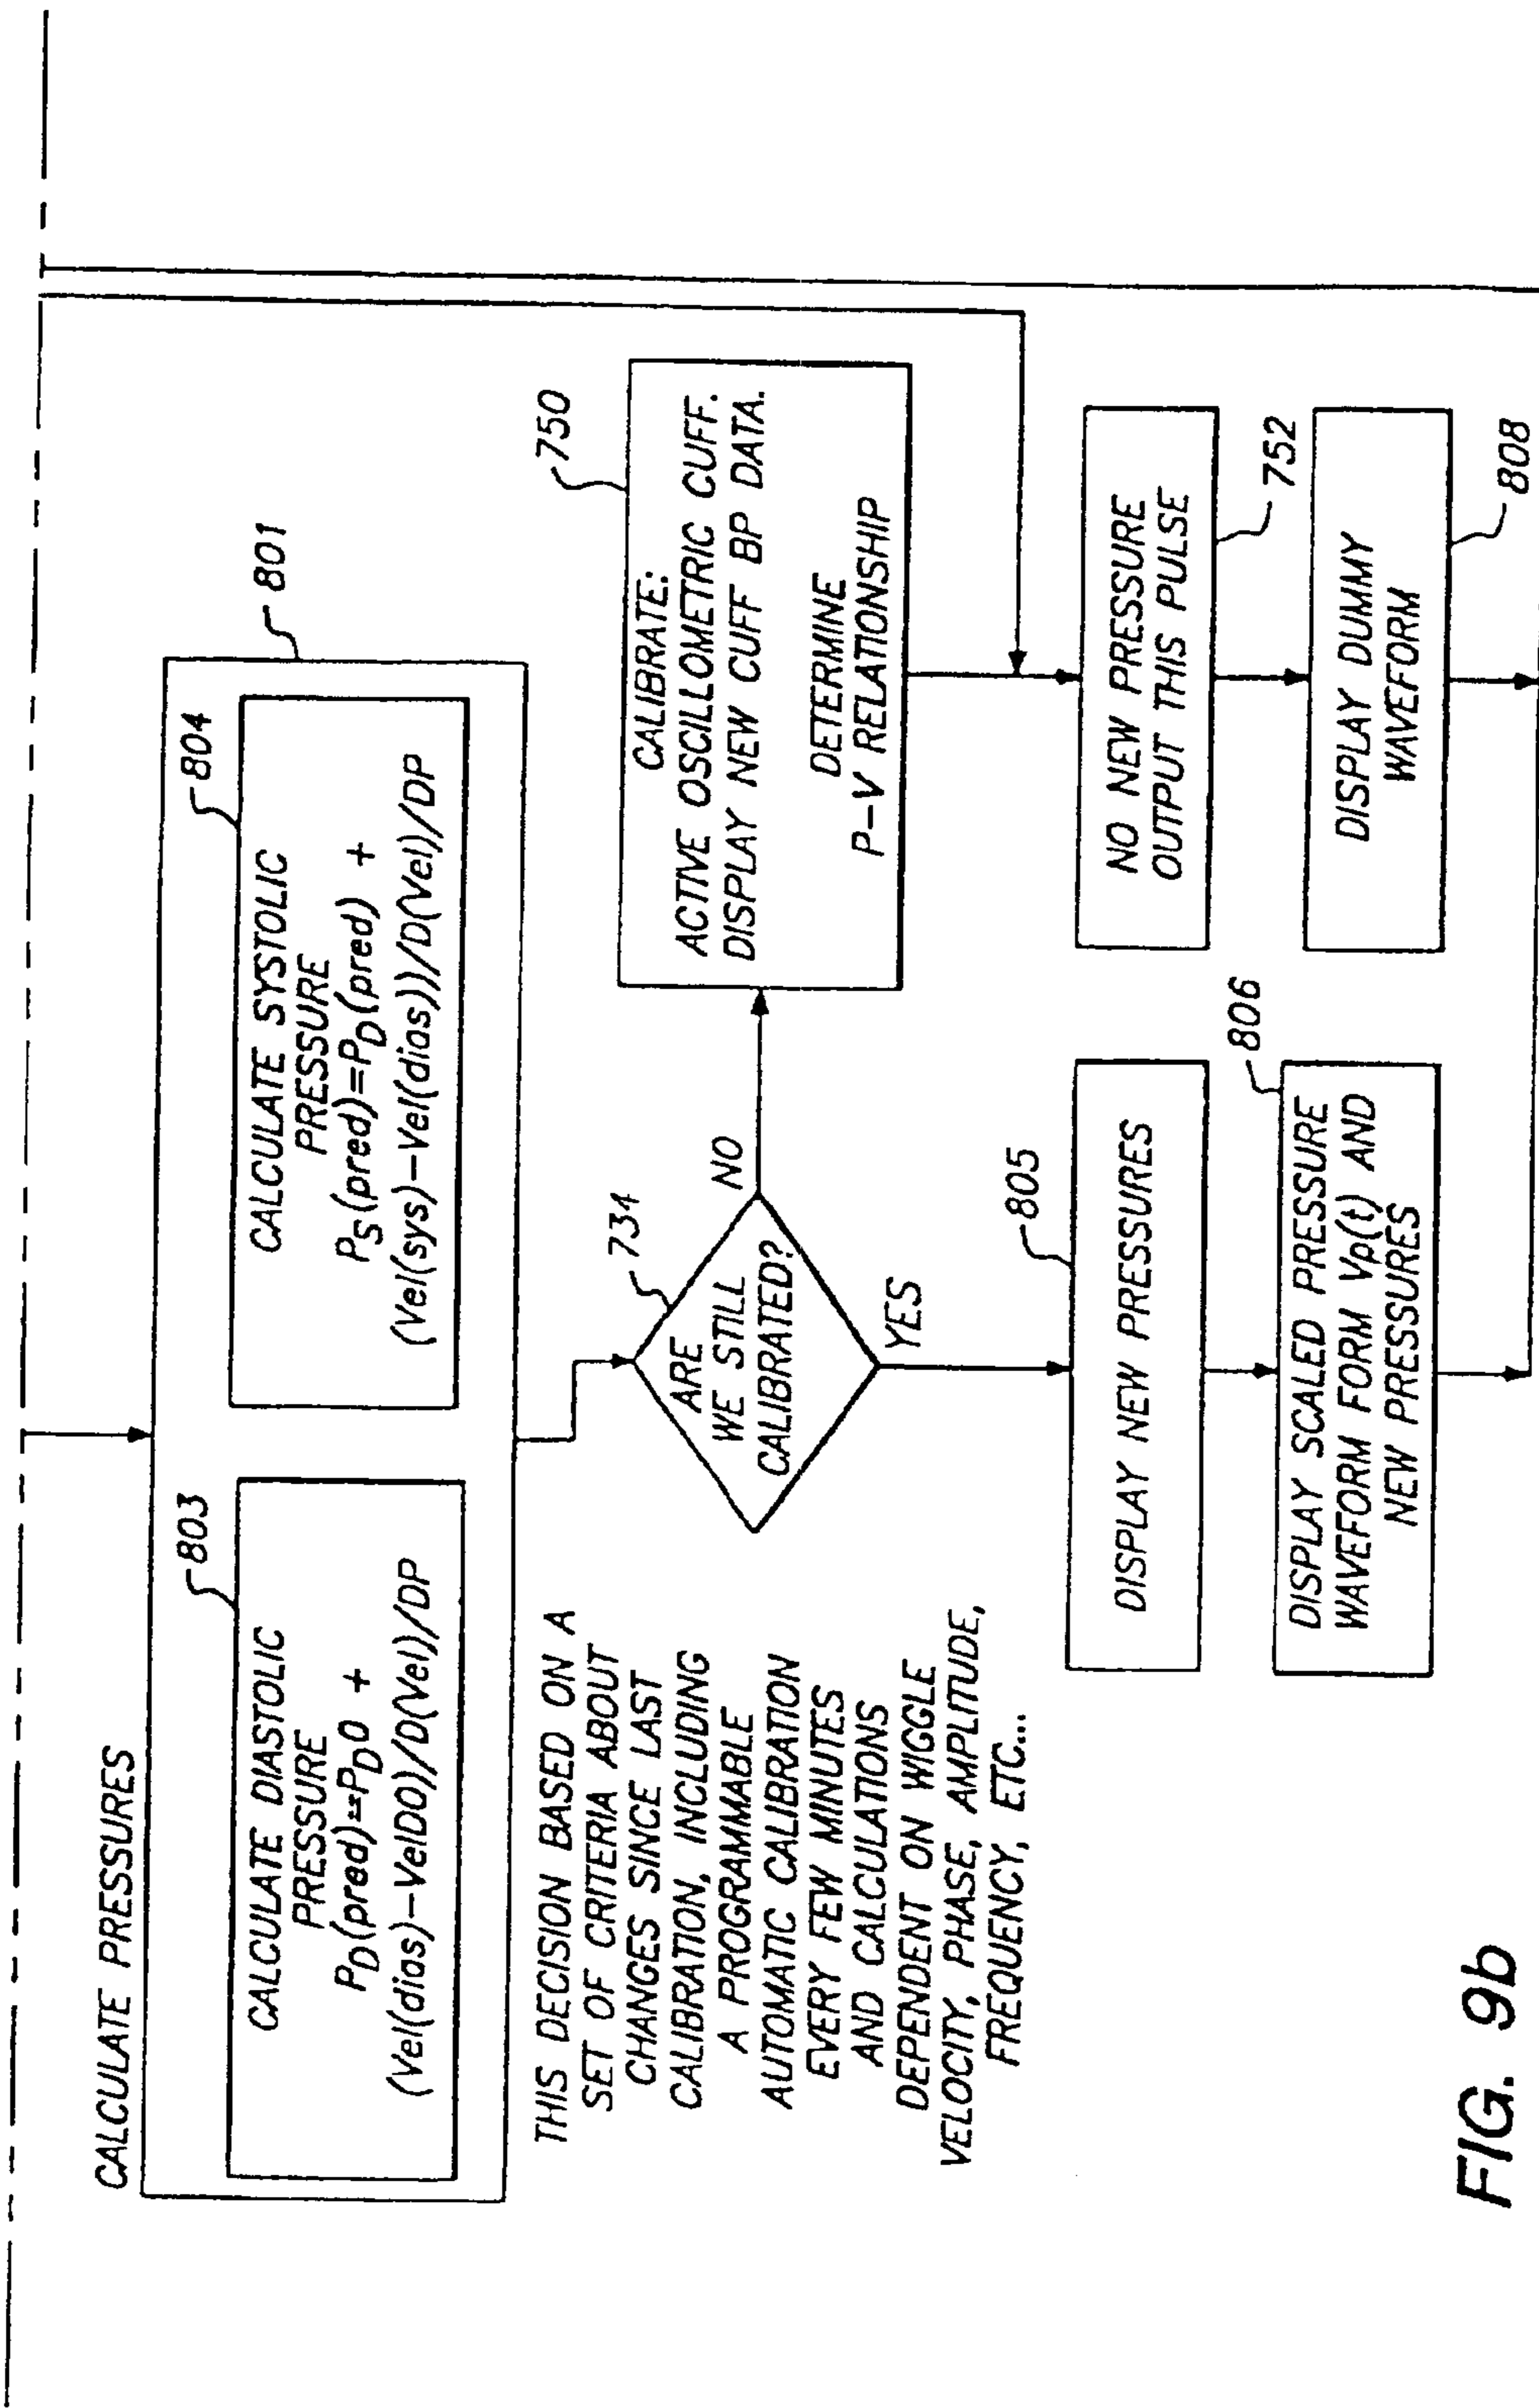 CALCULATE PRESSURES
801
803
CALCULATE DIASTOLIC
PRESSURE
P_D(pred)=P_D0 +
(Vel(dias)-VelD0)/D(Vel)/DP
804
CALCULATE SYSTOLIC
PRESSURE
P_S(pred)=P_D(pred) +
(Vel(sys)-Vel(dias))/D(Vel)/DP
THIS DECISION BASED ON A
SET OF CRITERIA ABOUT
CHANGES SINCE LAST
CALIBRATION, INCLUDING
A PROGRAMMABLE
AUTOMATIC CALIBRATION
EVERY FEW MINUTES
AND CALCULATIONS
DEPENDENT ON WIGGLE
VELOCITY, PHASE, AMPLITUDE,
FREQUENCY, ETC...
734
ARE
WE STILL
CALIBRATED?
NO
YES
750
CALIBRATE:
ACTIVE OSCILLOMETRIC CUFF.
DISPLAY NEW CUFF BP DATA.
DETERMINE
P-V RELATIONSHIP
805
DISPLAY NEW PRESSURES
806
DISPLAY SCALED PRESSURE
WAVEFORM FORM Vp(t) AND
NEW PRESSURES
NO NEW PRESSURE
OUTPUT THIS PULSE
752
DISPLAY DUMMY
WAVEFORM
808
FIG. 9b